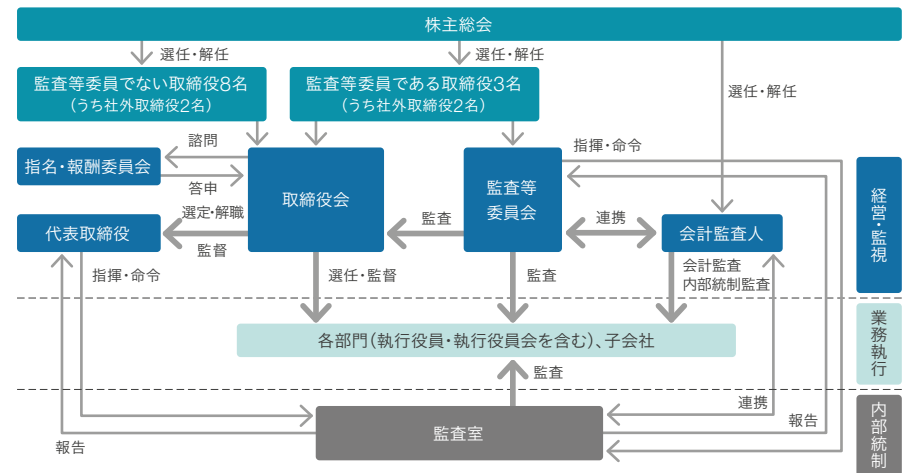 株主総会
選任・解任
選任・解任
選任・解任
監査等委員でない取締役8名
(うち社外取締役2名)
監査等委員である取締役3名
(うち社外取締役2名)
諮問
指名・報酬委員会
答申
取締役会
監査等
委員会
指揮・命令
選定・解職
代表取締役
監督
監査
連携
会計監査人
経営・監視
指揮・命令
選任・監督
監査
会計監査
内部統制監査
各部門(執行役員・執行役員会を含む)、子会社
業務執行
監査
連携
報告
監査室
報告
内部統制